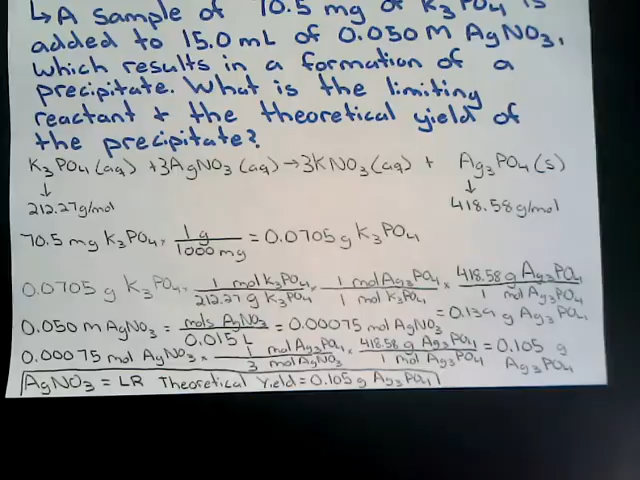 ↳A sample of 70.5 mg of K3PO4 is
added to 15.0 mL of 0.050 M AgNO3,
which results in a formation of a
precipitate. What is the limiting
reactant + the theoretical yield of
the precipitate?
K3PO4 (aq) + 3AgNO3 (aq) → 3KNO3 (aq) + Ag3PO4 (s)
↓ ↓
212.27 g/mol 418.58 g/mol
70.5 mg K3PO4 · 1 g / 1000 mg = 0.0705 g K3PO4
0.0705 g K3PO4 · 1 mol K3PO4 / 212.27 g K3PO4 × 1 mol Ag3PO4 / 1 mol K3PO4 × 418.58 g Ag3PO4 / 1 mol Ag3PO4
= 0.139 g Ag3PO4
0.050 M AgNO3 = mols AgNO3 / 0.015 L = 0.00075 mol AgNO3
0.00075 mol AgNO3 × 1 mol Ag3PO4 / 3 mol AgNO3 × 418.58 g Ag3PO4 / 1 mol Ag3PO4 = 0.105 g
Ag3PO4
AgNO3 = LR Theoretical Yield = 0.105 g Ag3PO4